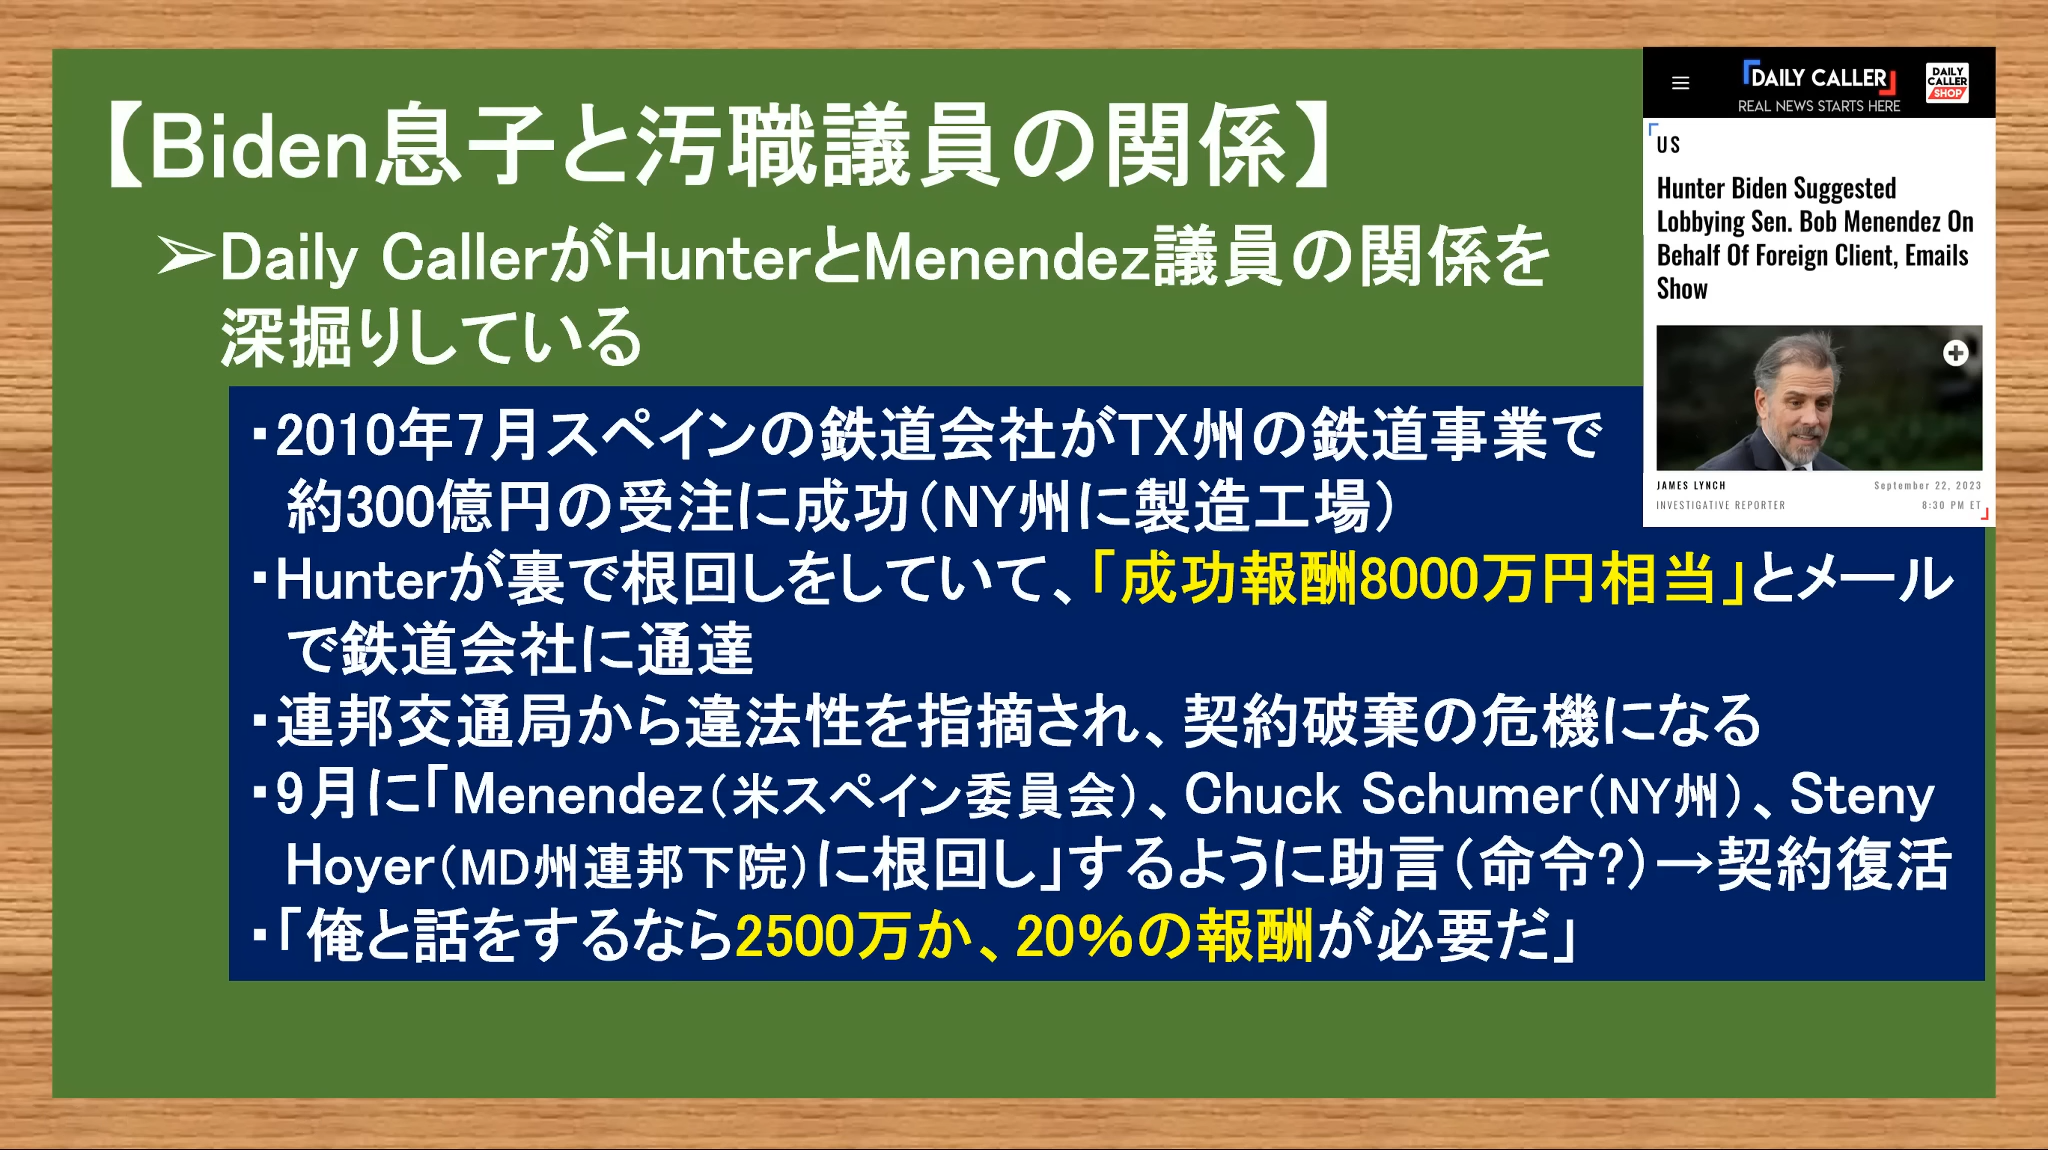 【Biden息子と汚職議員の関係】
➢Daily CallerがHunterとMenendez議員の関係を
深掘りしている
・2010年7月スペインの鉄道会社がTX州の鉄道事業で
約300億円の受注に成功（NY州に製造工場）
・Hunterが裏で根回しをしていて、「成功報酬8000万円相当」とメール
で鉄道会社に通達
・連邦交通局から違法性を指摘され、契約破棄の危機になる
・9月に「Menendez（米スペイン委員会）、Chuck Schumer（NY州）、Steny
Hoyer（MD州連邦下院）に根回し」するように助言（命令?）→契約復活
・「俺と話をするなら2500万か、20%の報酬が必要だ」
DAILY CALLER
REAL NEWS STARTS HERE
DAILY
CALLER
SHOP
US
Hunter Biden Suggested
Lobbying Sen. Bob Menendez On
Behalf Of Foreign Client, Emails
Show
JAMES LYNCH
INVESTIGATIVE REPORTER
September 22, 2023
8:30 PM ET